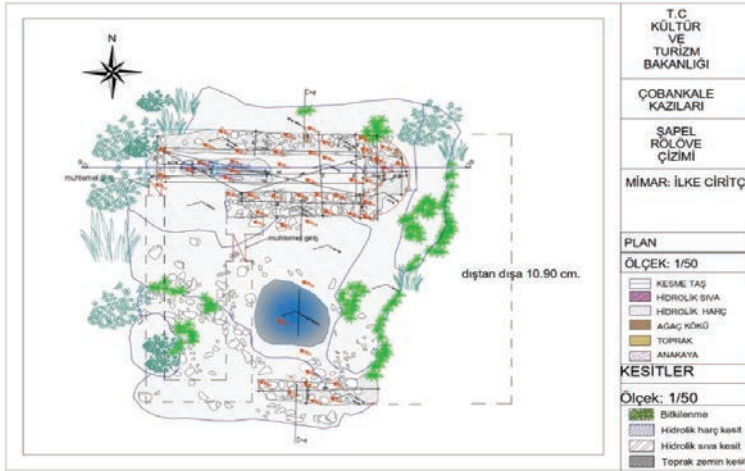 N
muhtemel giriş
muhtemel giriş
dıştan dışa 10.90 cm.
T.C
KÜLTÜR
VE
TURİZM
BAKANLIĞI
ÇOBANKALE
KAZILARI
ŞAPEL
RÖLÖVE
ÇİZİMİ
MİMAR: İLKE CİRİTÇ
PLAN
ÖLÇEK: 1/50
KESME TAŞ
HİDROLİK SIVA
HİDROLİK HARÇ
AĞAÇ KÖKÜ
TOPRAK
ANAKAYA
KESİTLER
Ölçek: 1/50
Bitkilenme
Hidrolik harç kesit
Hidrolik sıva kesit
Toprak zemin kesit